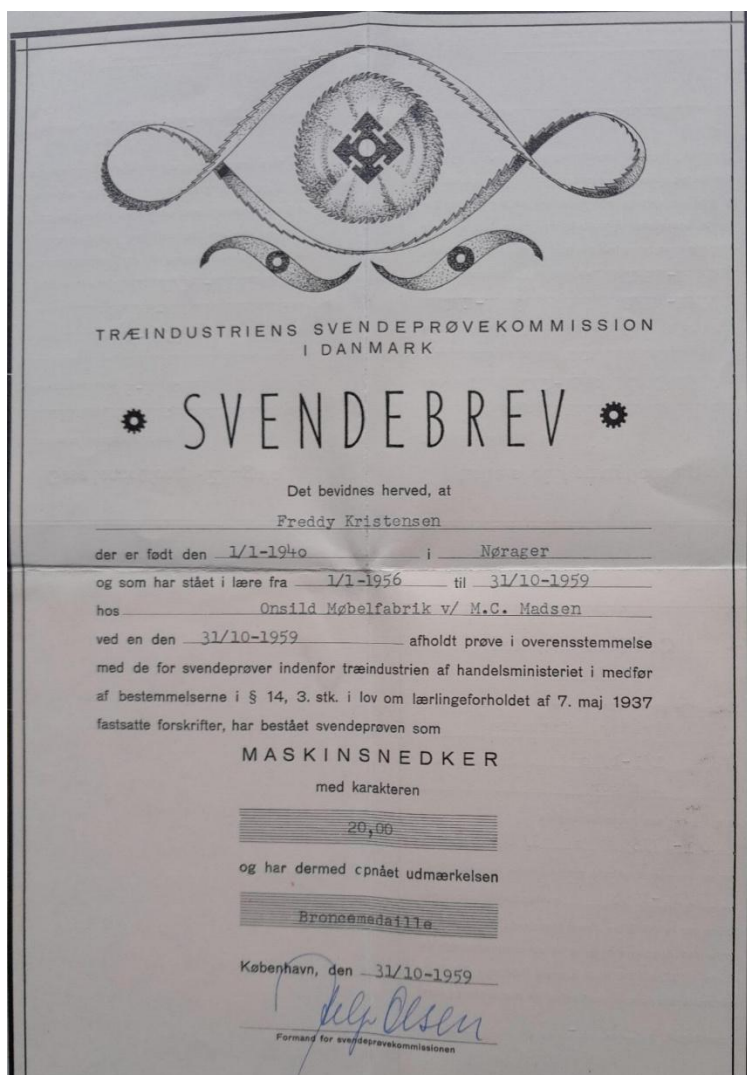 TRÆINDUSTRIENS SVENDEPRØVEKOMMISSION
I DANMARK
SVENDEBREV
Det bevidnes herved, at
Freddy Kristensen
der er født den 1/1-1940 i Nørager
og som har stået i lære fra 1/1-1956 til 31/10-1959
hos Onsild Møbelfabrik v/ M.C. Madsen
ved en den 31/10-1959 afholdt prøve i overensstemmelse
med de for svendeprøver indenfor træindustrien af handelsministeriet i medfør
af bestemmelserne i § 14, 3. stk. i lov om lærlingeforholdet af 7. maj 1937
fastsatte forskrifter, har bestået svendeprøven som
MASKINSNEDKER
med karakteren
20,00
og har dermed cpnået udmærkelsen
Broncemedaille
København, den 31/10-1959
Olsen
Formand for svendeprøvekommissionen